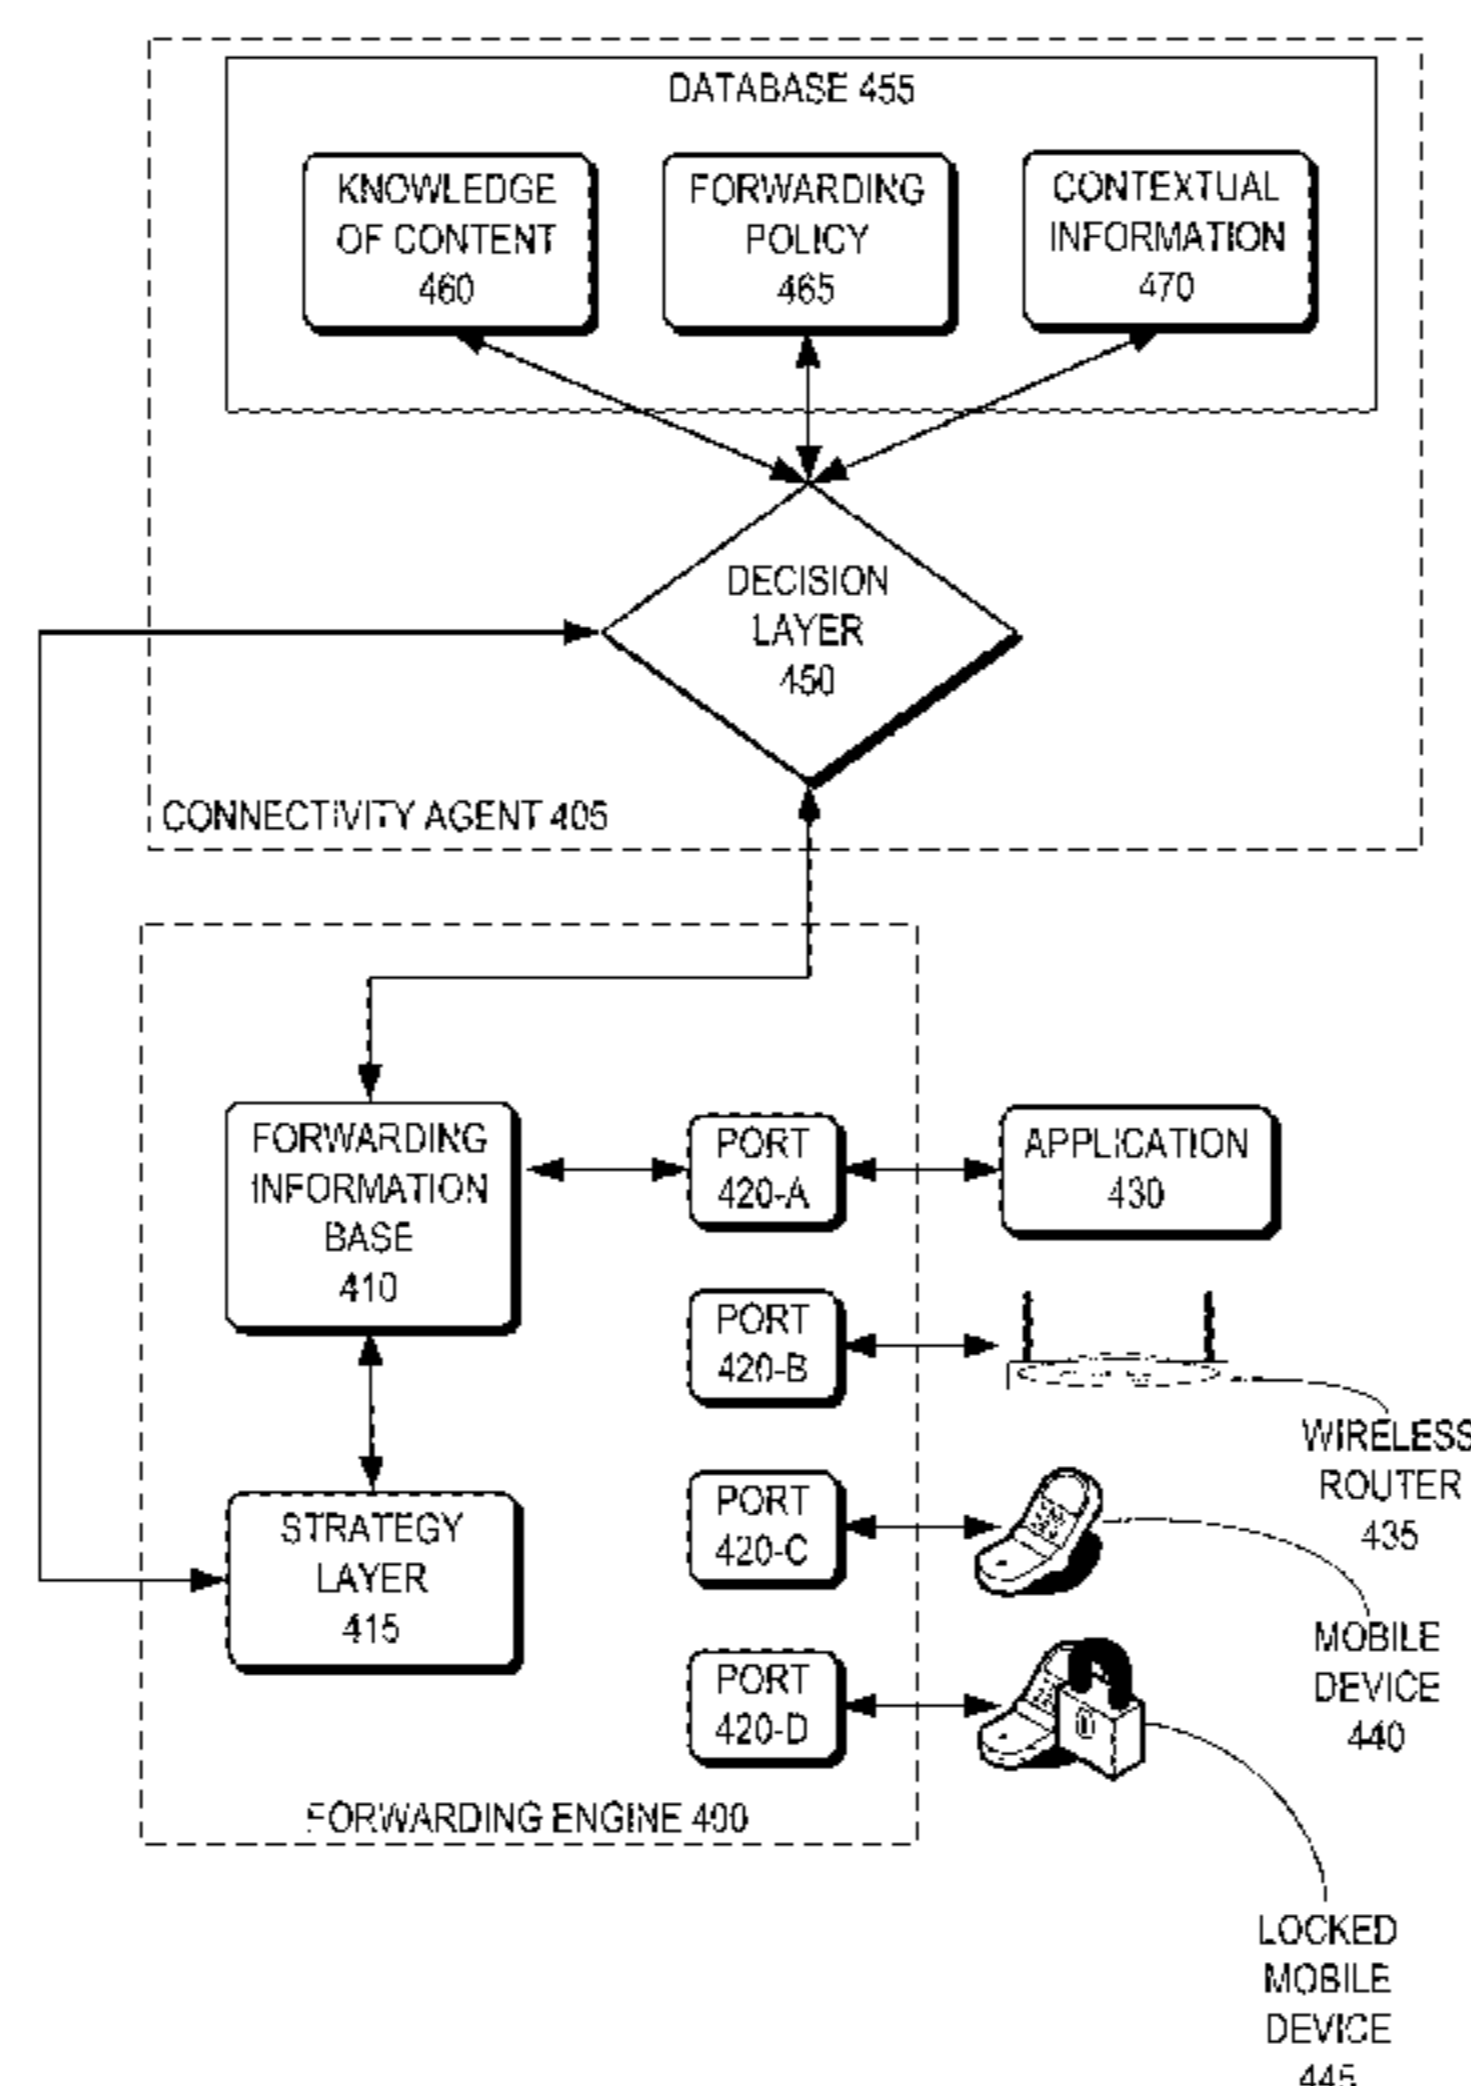 DATABASE 455
KNOWLEDGE
OF CONTENT
460
FORWARDING
POLICY
465
CONTEXTUAL
INFORMATION
470
DECISION
LAYER
450
CONNECTIVITY AGENT 405
FORWARDING
INFORMATION
BASE
410
PORT
420-A
APPLICATION
430
PORT
420-B
WIRELESS
ROUTER
435
STRATEGY
LAYER
415
PORT
420-C
MOBILE
DEVICE
440
PORT
420-D
FORWARDING ENGINE 400
LOCKED
MOBILE
DEVICE
445